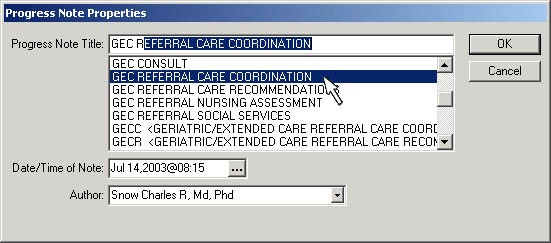 Progress Note Properties
Progress Note Title: GEC REFERRAL CARE COORDINATION OK
GEC CONSULT Cancel
GEC REFERRAL CARE COORDINATION
GEC REFERRAL CARE RECOMMENDATIONS
GEC REFERRAL NURSING ASSESSMENT
GEC REFERRAL SOCIAL SERVICES
GECC <GERIATRIC/EXTENDED CARE REFERRAL CARE COORD
GECR <GERIATRIC/EXTENDED CARE REFERRAL CARE RECON
Date/Time of Note: Jul 14,2003@08:15 ...
Author: Snow Charles R, Md, Phd